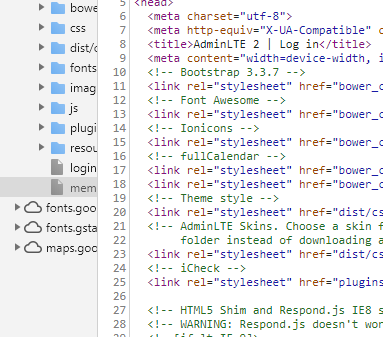 bowe
css
dist/c
fonts
imag
js
plugi
resou
login
mem
fonts.goo
fonts.gsta
maps.goo
5 <head>
6 <meta charset="utf-8">
7 <meta http-equiv="X-UA-Compatible" c
8 <title>AdminLTE 2 | Log in</title>
9 <meta content="width=device-width, i
10 <!-- Bootstrap 3.3.7 -->
11 <link rel="stylesheet" href="bower_c
12 <!-- Font Awesome -->
13 <link rel="stylesheet" href="bower_c
14 <!-- Ionicons -->
15 <link rel="stylesheet" href="bower_c
16 <!-- fullCalendar -->
17 <link rel="stylesheet" href="bower_c
18 <link rel="stylesheet" href="bower_c
19 <!-- Theme style -->
20 <link rel="stylesheet" href="dist/cs
21 <!-- AdminLTE Skins. Choose a skin f
22 folder instead of downloading a
23 <link rel="stylesheet" href="dist/cs
24 <!-- iCheck -->
25 <link rel="stylesheet" href="plugins
26
27 <!-- HTML5 Shim and Respond.js IE8 s
28 <!-- WARNING: Respond.js doesn't wor
29 <!--[if lt IE 9]>